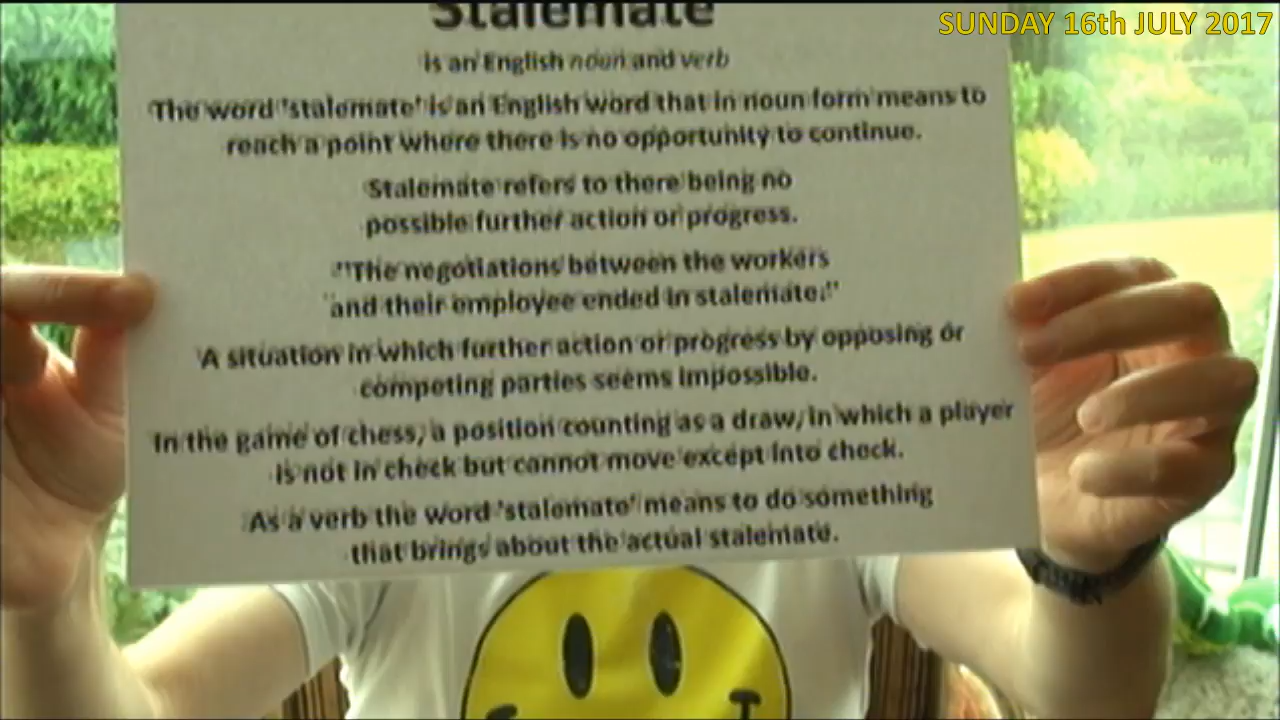 SUNDAY 16th JULY 2017
Stalemate
is an English noun and verb
The word 'stalemate' is an English word that in noun form means to
reach a point where there is no opportunity to continue.
Stalemate refers to there being no
possible further action or progress.
"The negotiations between the workers
and their employee ended in stalemate."
A situation in which further action or progress by opposing or
competing parties seems impossible.
In the game of chess, a position counting as a draw, in which a player
is not in check but cannot move except into check.
As a verb the word 'stalemate' means to do something
that brings about the actual stalemate.